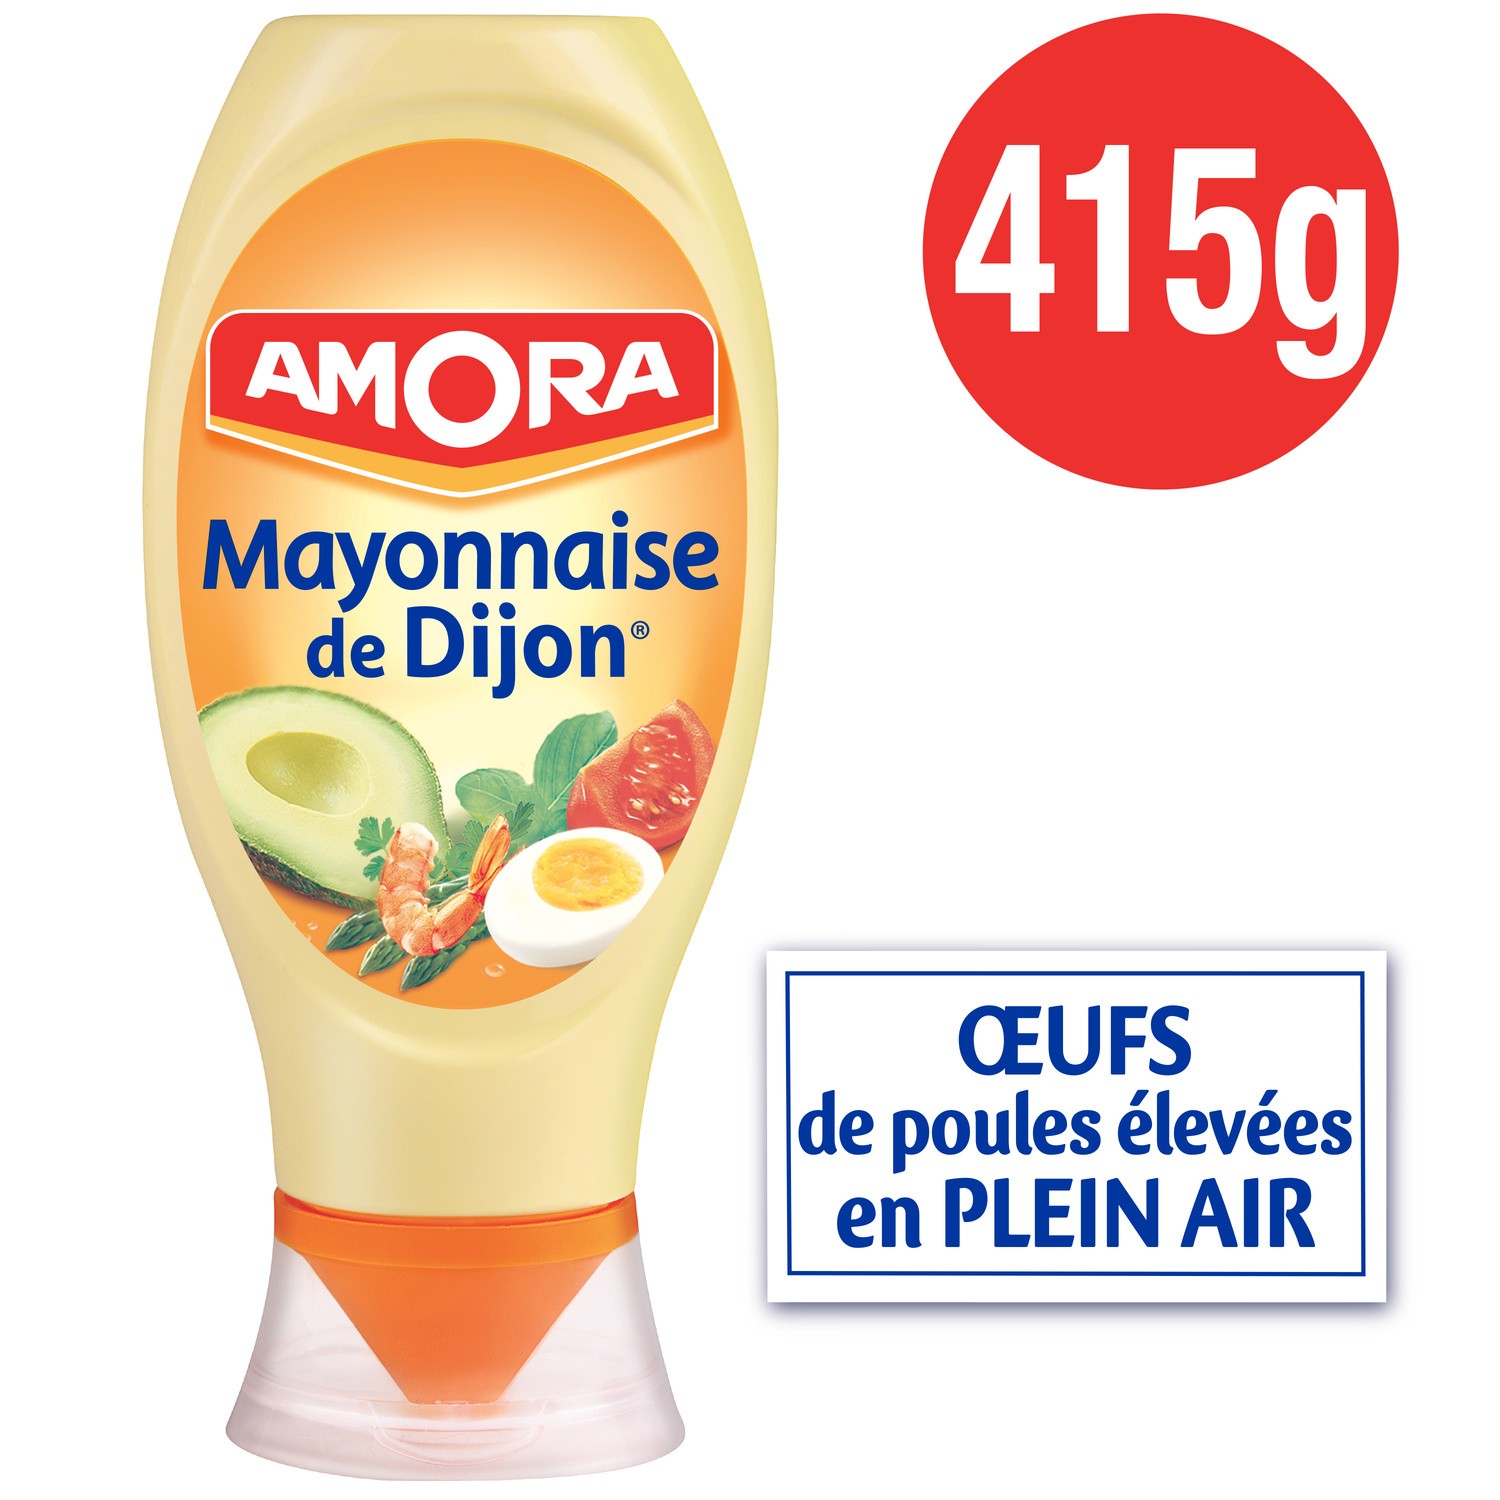 415g
AMORA
Mayonnaise
de Dijon®
ŒUFS
de poules élevées
en PLEIN AIR